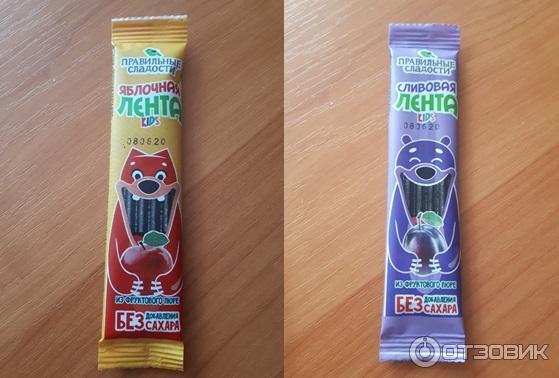 ПРАВИЛЬНЫЕ
СЛАДОСТИ
ЯБЛОЧНАЯ
ЛЕНТА
KIDS
080620
ИЗ ФРУКТОВОГО ПЮРЕ
БЕЗ ДОБАВЛЕНИЯ
САХАРА
ПРАВИЛЬНЫЕ
СЛАДОСТИ
СЛИВОВАЯ
ЛЕНТА
KIDS
080620
ИЗ ФРУКТОВОГО ПЮРЕ
БЕЗ ДОБАВЛЕНИЯ
САХАРА
ОТЗОВИК